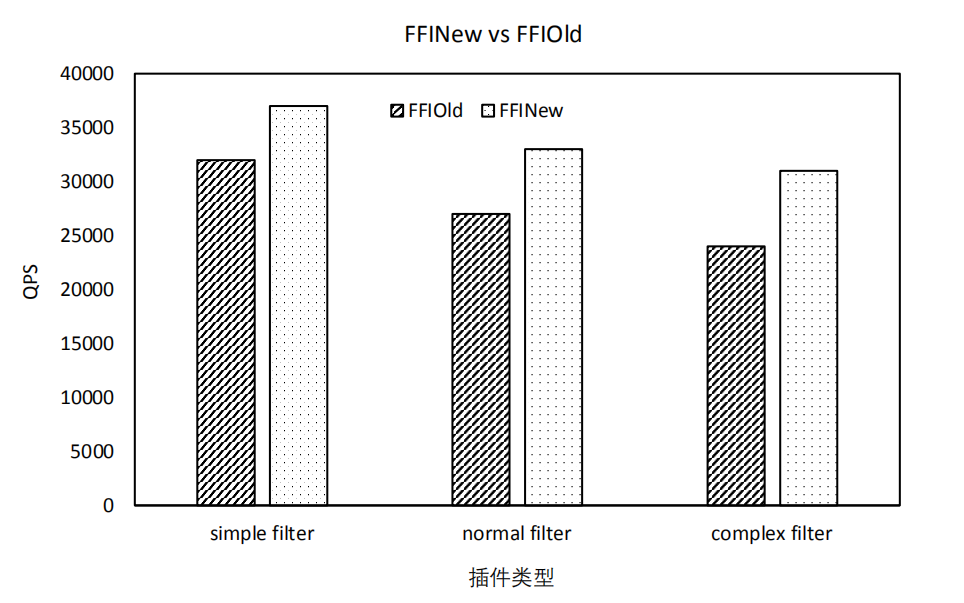 FFINew vs FFIOld
40000
35000
30000
25000
20000
15000
10000
5000
0
QPS
FFIOld FFINew
simple filter normal filter complex filter
插件类型